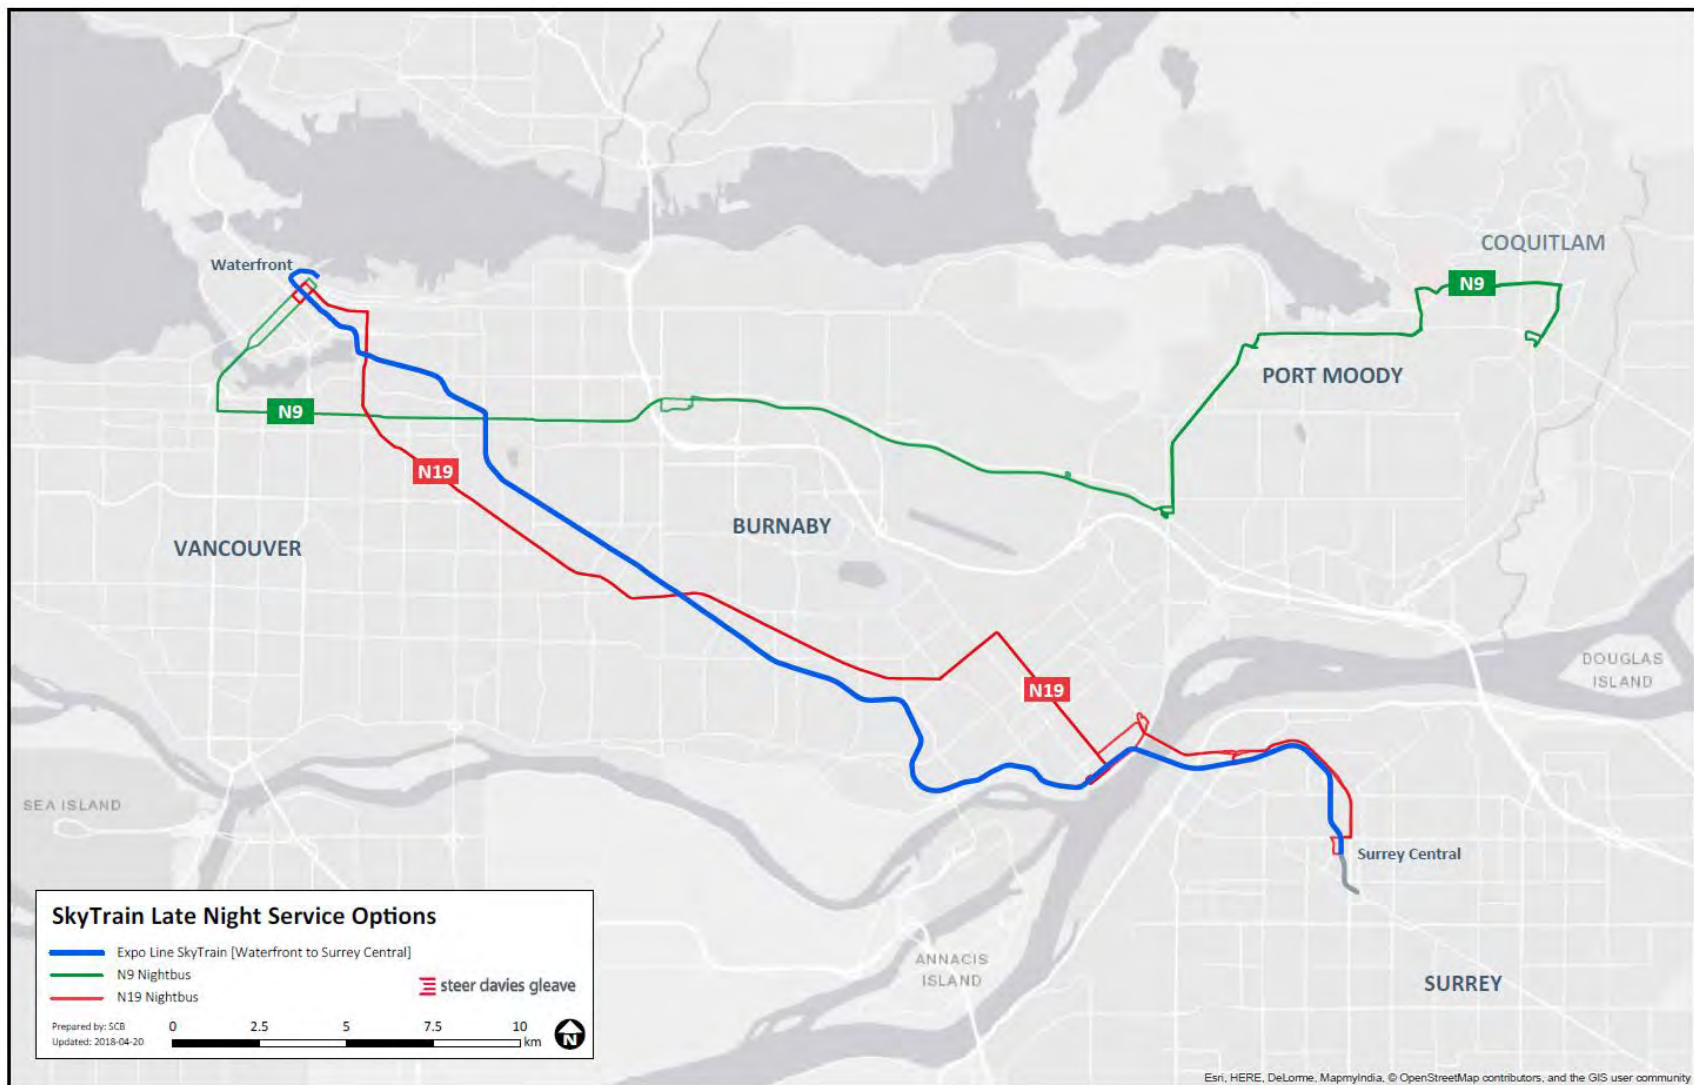 COQUITLAM
Waterfront
N9
PORT MOODY
N9
N19
BURNABY
VANCOUVER
DOUGLAS
ISLAND
N19
SEA ISLAND
Surrey Central
SkyTrain Late Night Service Options
Expo Line SkyTrain [Waterfront to Surrey Central]
N9 Nightbus
N19 Nightbus
steer davies gleave
Prepared by: SCB
Updated: 2018-04-20
0 2.5 5 7.5 10
km
N
ANNACIS
ISLAND
SURREY
Esri, HERE, DeLorme, MapmyIndia, © OpenStreetMap contributors, and the GIS user community